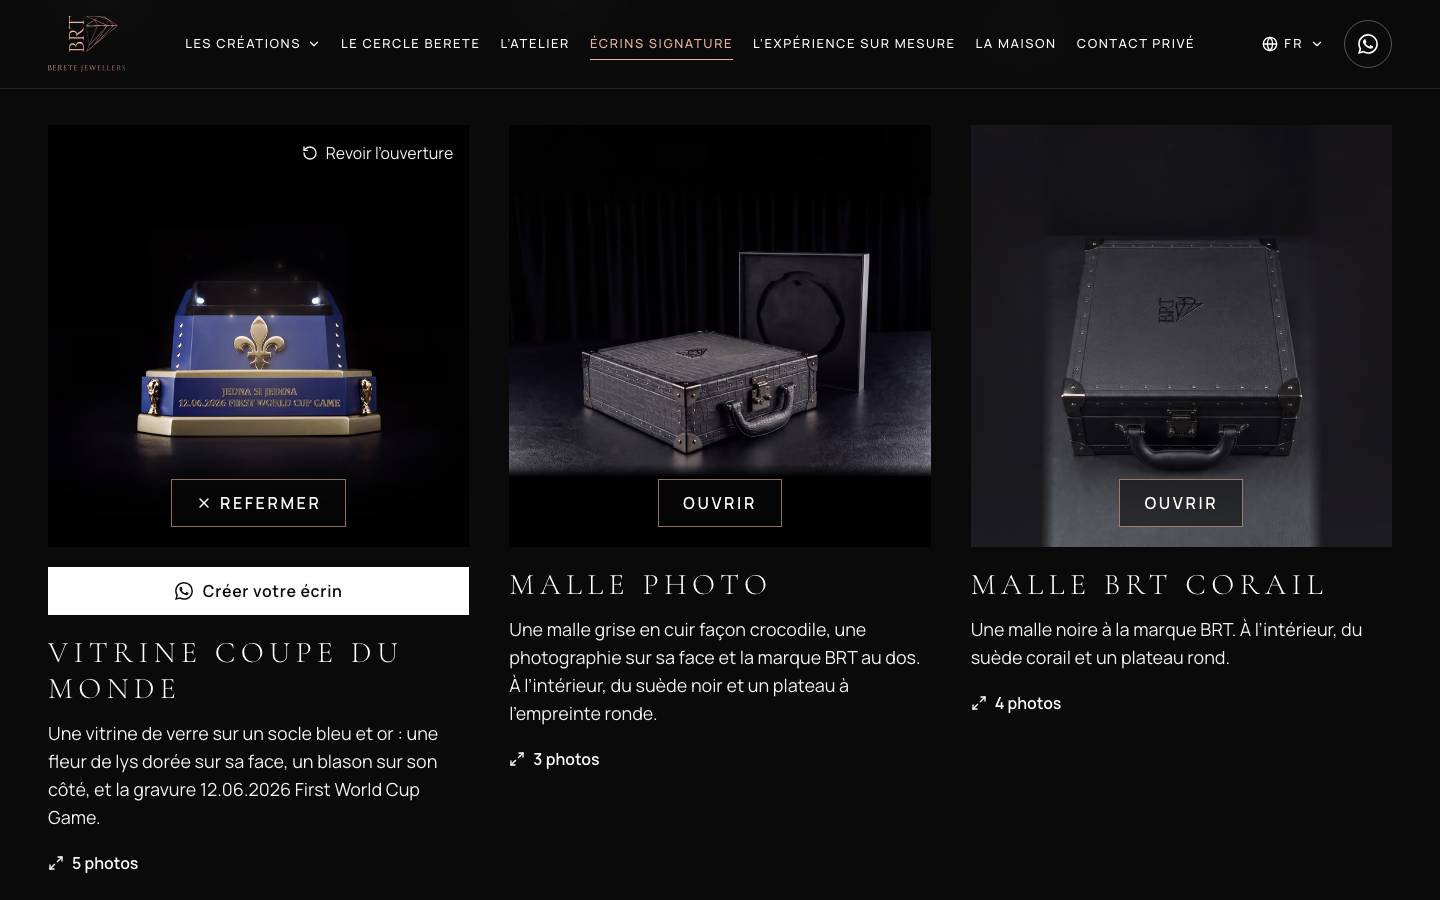 BRT
BERETE JEWELLERS
LES CRÉATIONS
LE CERCLE BERETE
L'ATELIER
ÉCRINS SIGNATURE
L'EXPÉRIENCE SUR MESURE
LA MAISON
CONTACT PRIVÉ
FR
Revoir l'ouverture
JEDNA SI JEDINA
12.06.2026 FIRST WORLD CUP GAME
REFERMER
Créer votre écrin
VITRINE COUPE DU
MONDE
Une vitrine de verre sur un socle bleu et or : une
fleur de lys dorée sur sa face, un blason sur son
côté, et la gravure 12.06.2026 First World Cup
Game.
5 photos
OUVRIR
MALLE PHOTO
Une malle grise en cuir façon crocodile, une
photographie sur sa face et la marque BRT au dos.
À l'intérieur, du suède noir et un plateau à
l'empreinte ronde.
3 photos
BRT
OUVRIR
MALLE BRT CORAIL
Une malle noire à la marque BRT. À l'intérieur, du
suède corail et un plateau rond.
4 photos